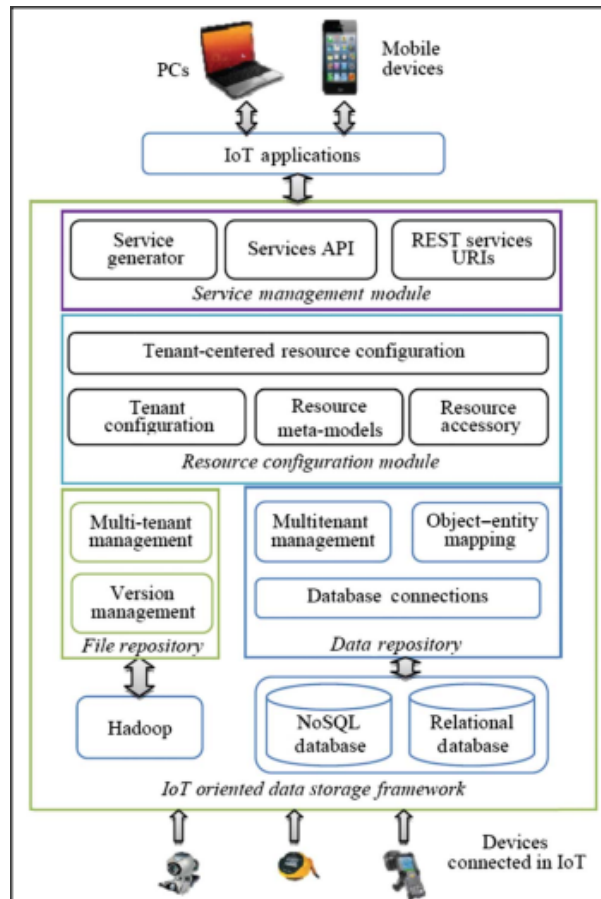 PCs
Mobile
devices
IoT applications
Service
generator
Services API
REST services
URIs
Service management module
Tenant-centered resource configuration
Tenant
configuration
Resource
meta-models
Resource
accessory
Resource configuration module
Multi-tenant
management
Version
management
File repository
Multitenant
management
Object–entity
mapping
Database connections
Data repository
Hadoop
NoSQL
database
Relational
database
IoT oriented data storage framework
Devices
connected in IoT